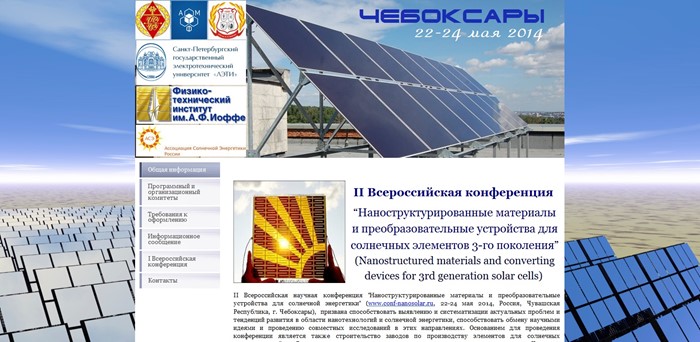 ЧЕБОКСАРЫ
22-24 мая 2014
Санкт-Петербургский
государственный
электротехнический
университет «ЛЭТИ»
Физико-
технический
институт
им.А.Ф.Иоффе
Ассоциация Солнечной Энергетики
России
Общая информация
Программный и
организационный
комитеты
Требования к
оформлению
Информационное
сообщение
I Всероссийская
конференция
Контакты
II Всероссийская конференция
“Наноструктурированные материалы
и преобразовательные устройства для
солнечных элементов 3-го поколения”
(Nanostructured materials and converting
devices for 3rd generation solar cells)
II Всероссийская научная конференция "Наноструктурированные материалы и преобразовательные
устройства для солнечной энергетики" (www.conf-nanosolar.ru, 22-24 мая 2014, Россия, Чувашская
Республика, г. Чебоксары), призвана способствовать выявлению и систематизации актуальных проблем и
тенденций развития в области нанотехнологий и солнечной энергетики, способствовать обмену научными
идеями и проведению совместных исследований в этих направлениях. Основанием для проведения
конференции является также строительство заводов по производству элементов для солнечных